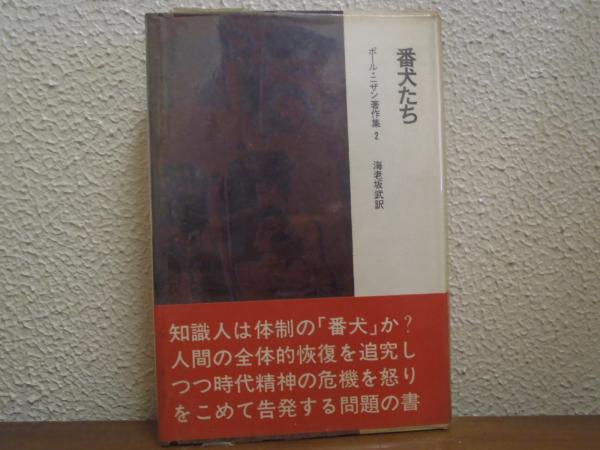 番犬たち
ポール・ニザン著作集 2
海老坂武訳
知識人は体制の「番犬」か?
人間の全体的恢復を追究し
つつ時代精神の危機を怒り
をこめて告発する問題の書